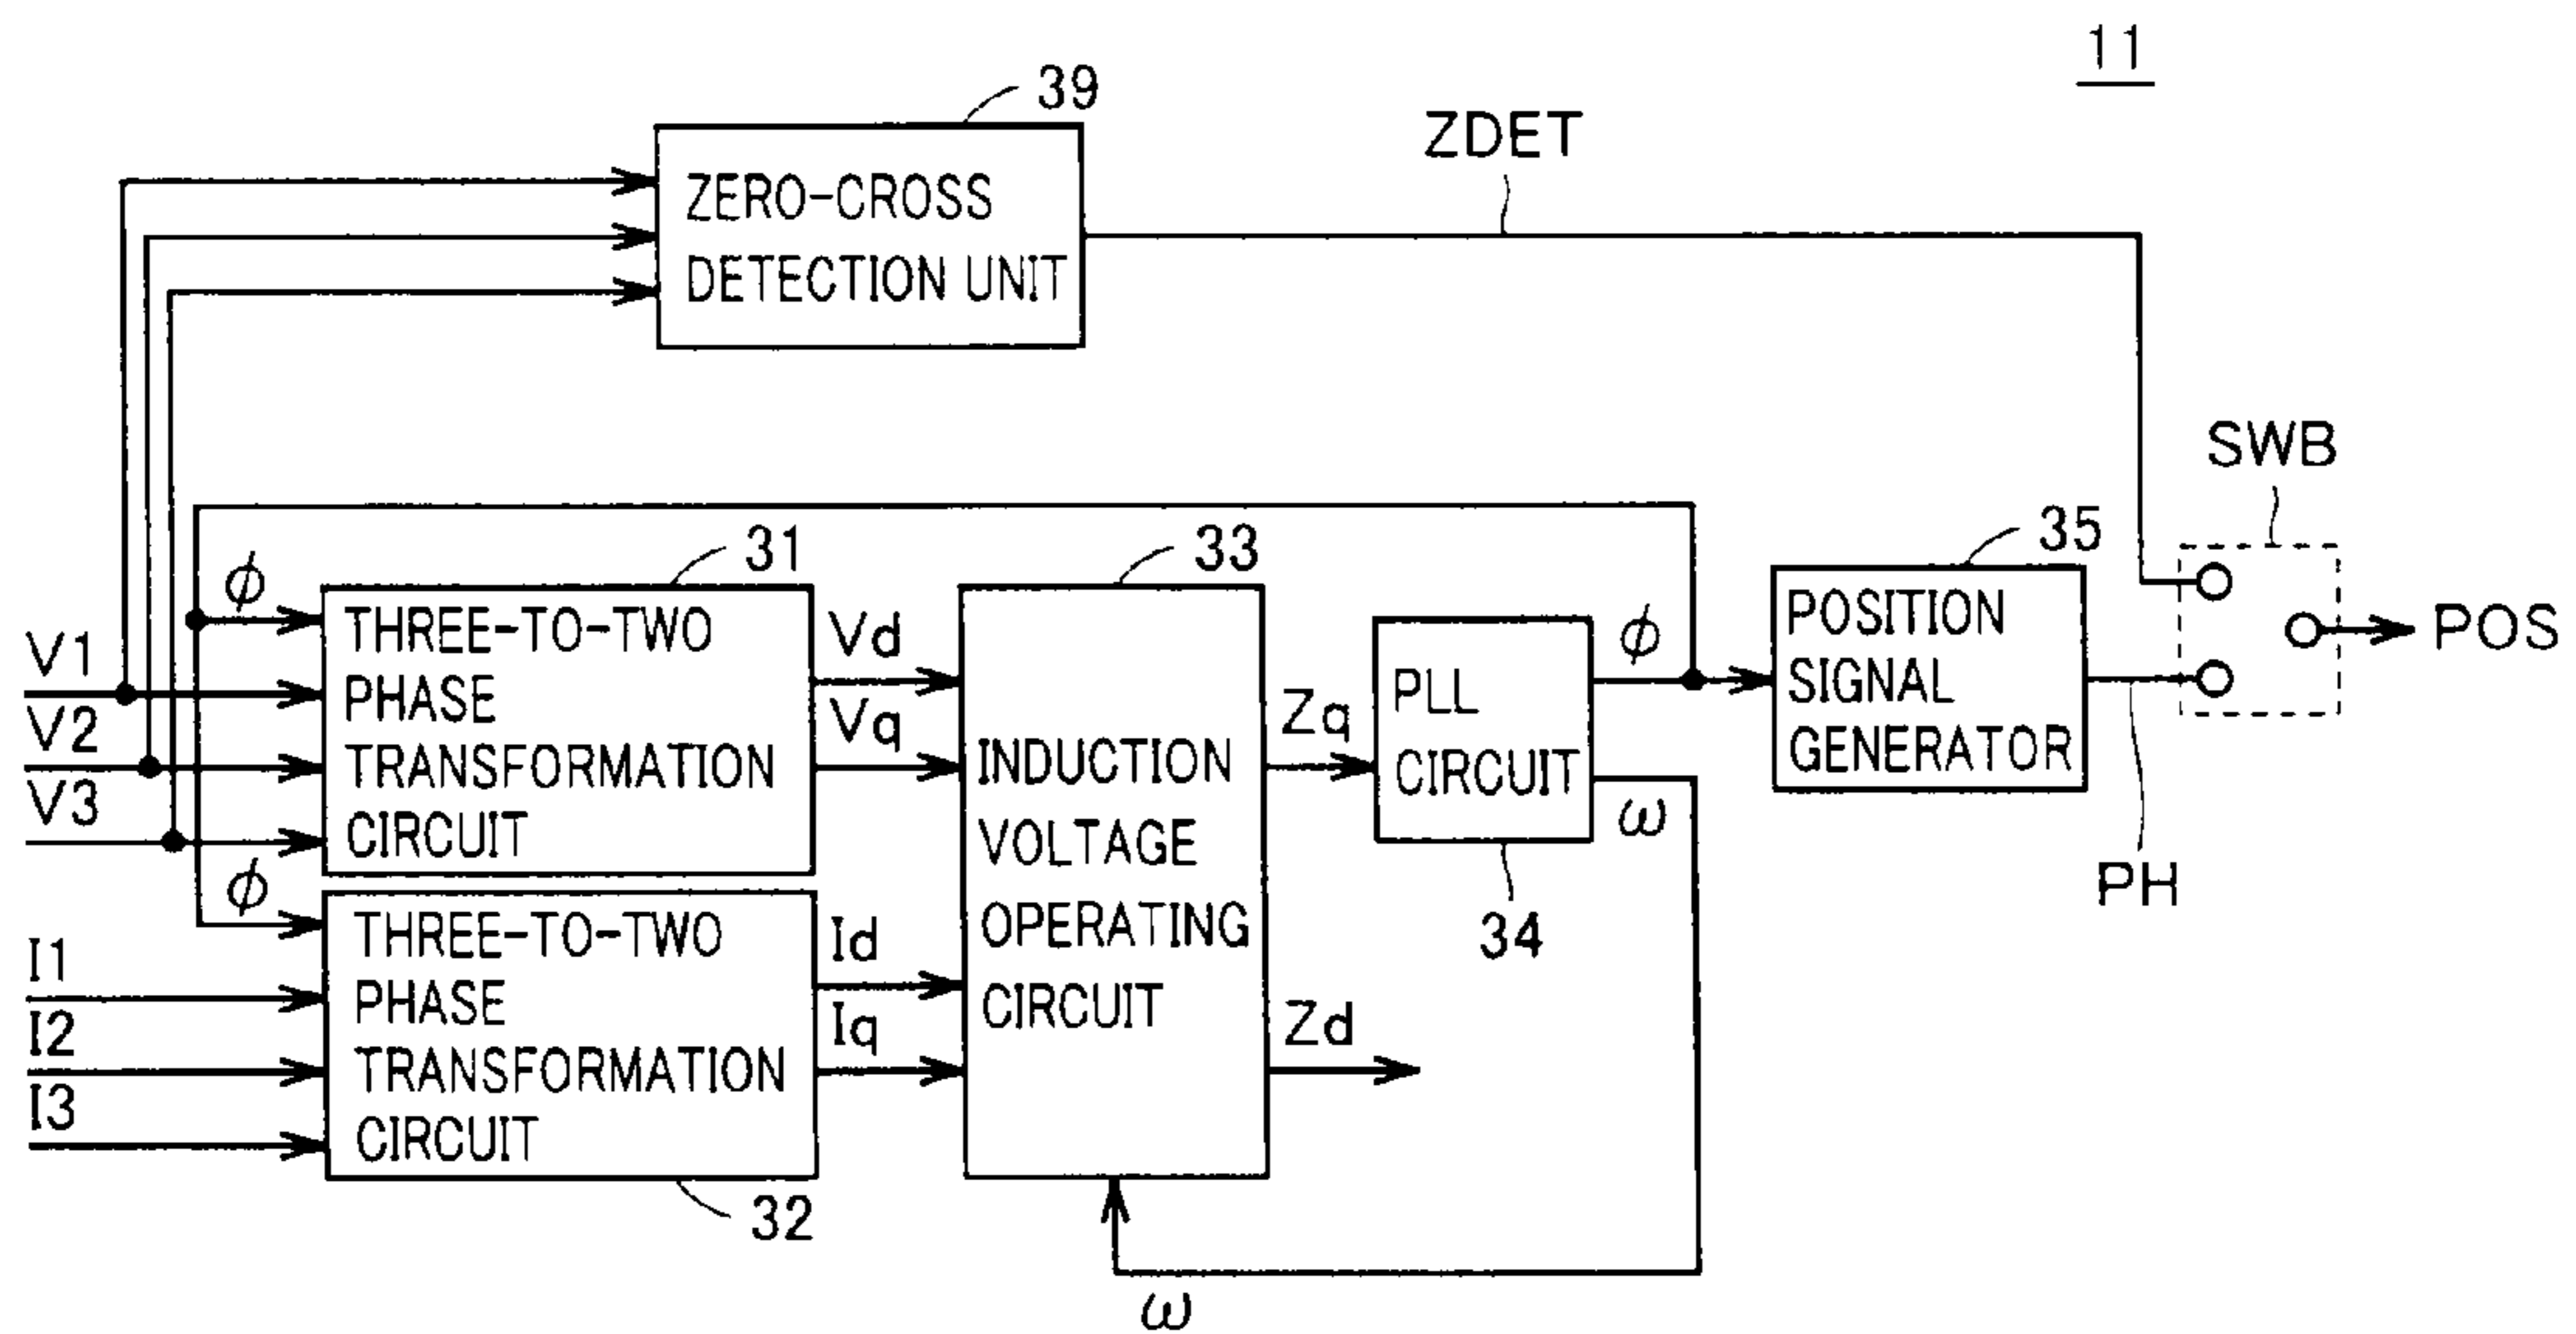 11
39
ZDET
ZERO-CROSS
DETECTION UNIT
SWB
31
33
35
ϕ
THREE-TO-TWO
PHASE
TRANSFORMATION
CIRCUIT
V1
V2
V3
Vd
Vq
INDUCTION
VOLTAGE
OPERATING
CIRCUIT
Zq
PLL
CIRCUIT
ϕ
ω
POSITION
SIGNAL
GENERATOR
POS
PH
34
ϕ
THREE-TO-TWO
PHASE
TRANSFORMATION
CIRCUIT
I1
I2
I3
Id
Iq
Zd
32
ω